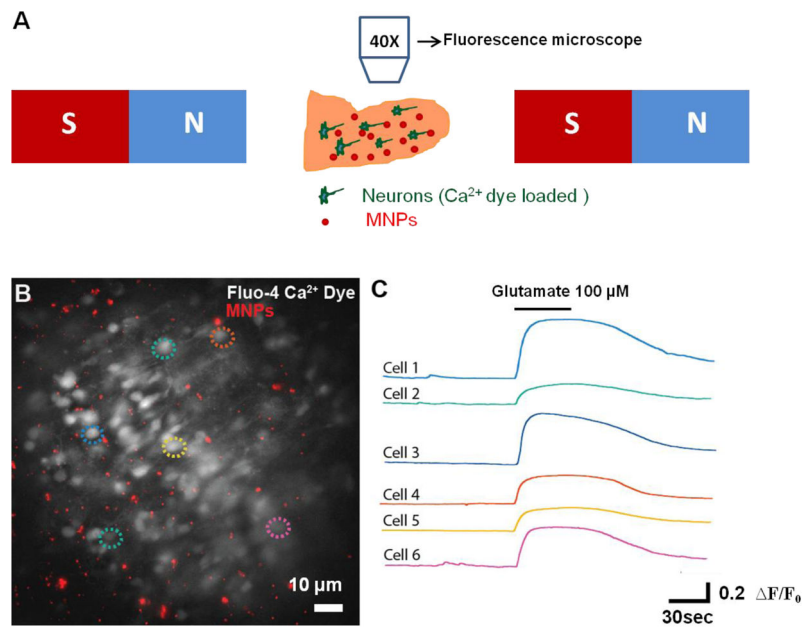 A
40X
Fluorescence microscope
S N
S N
Neurons (Ca²⁺ dye loaded )
MNPs
B
Fluo-4 Ca²⁺ Dye
MNPs
10 µm
C
Glutamate 100 µM
Cell 1
Cell 2
Cell 3
Cell 4
Cell 5
Cell 6
0.2 ΔF/F₀
30sec